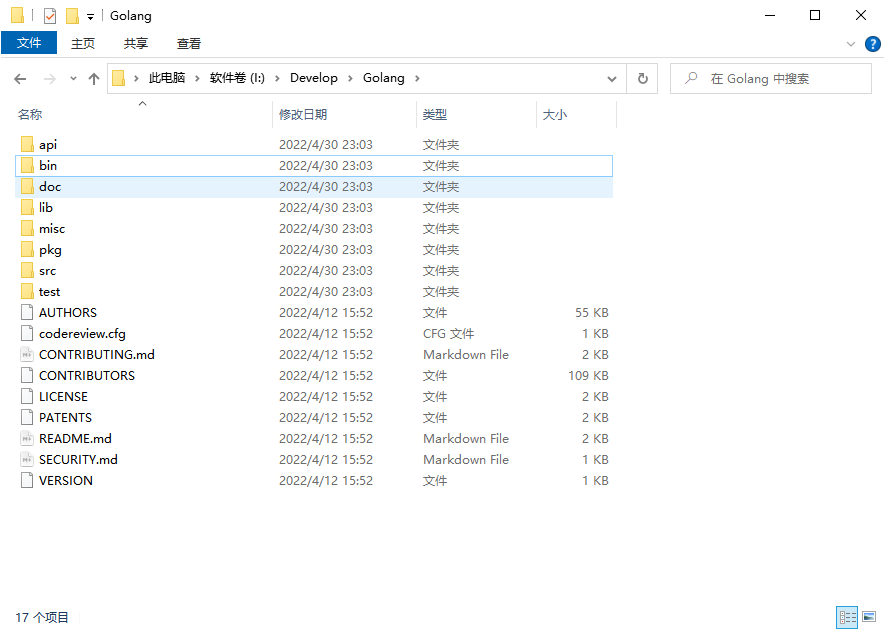 Golang
文件 主页 共享 查看
此电脑 软件卷 (I:) Develop Golang 在 Golang 中搜索
名称 修改日期 类型 大小
api 2022/4/30 23:03 文件夹
bin 2022/4/30 23:03 文件夹
doc 2022/4/30 23:03 文件夹
lib 2022/4/30 23:03 文件夹
misc 2022/4/30 23:03 文件夹
pkg 2022/4/30 23:03 文件夹
src 2022/4/30 23:03 文件夹
test 2022/4/30 23:03 文件夹
AUTHORS 2022/4/12 15:52 文件 55 KB
codereview.cfg 2022/4/12 15:52 CFG 文件 1 KB
CONTRIBUTING.md 2022/4/12 15:52 Markdown File 2 KB
CONTRIBUTORS 2022/4/12 15:52 文件 109 KB
LICENSE 2022/4/12 15:52 文件 2 KB
PATENTS 2022/4/12 15:52 文件 2 KB
README.md 2022/4/12 15:52 Markdown File 2 KB
SECURITY.md 2022/4/12 15:52 Markdown File 1 KB
VERSION 2022/4/12 15:52 文件 1 KB
17 个项目